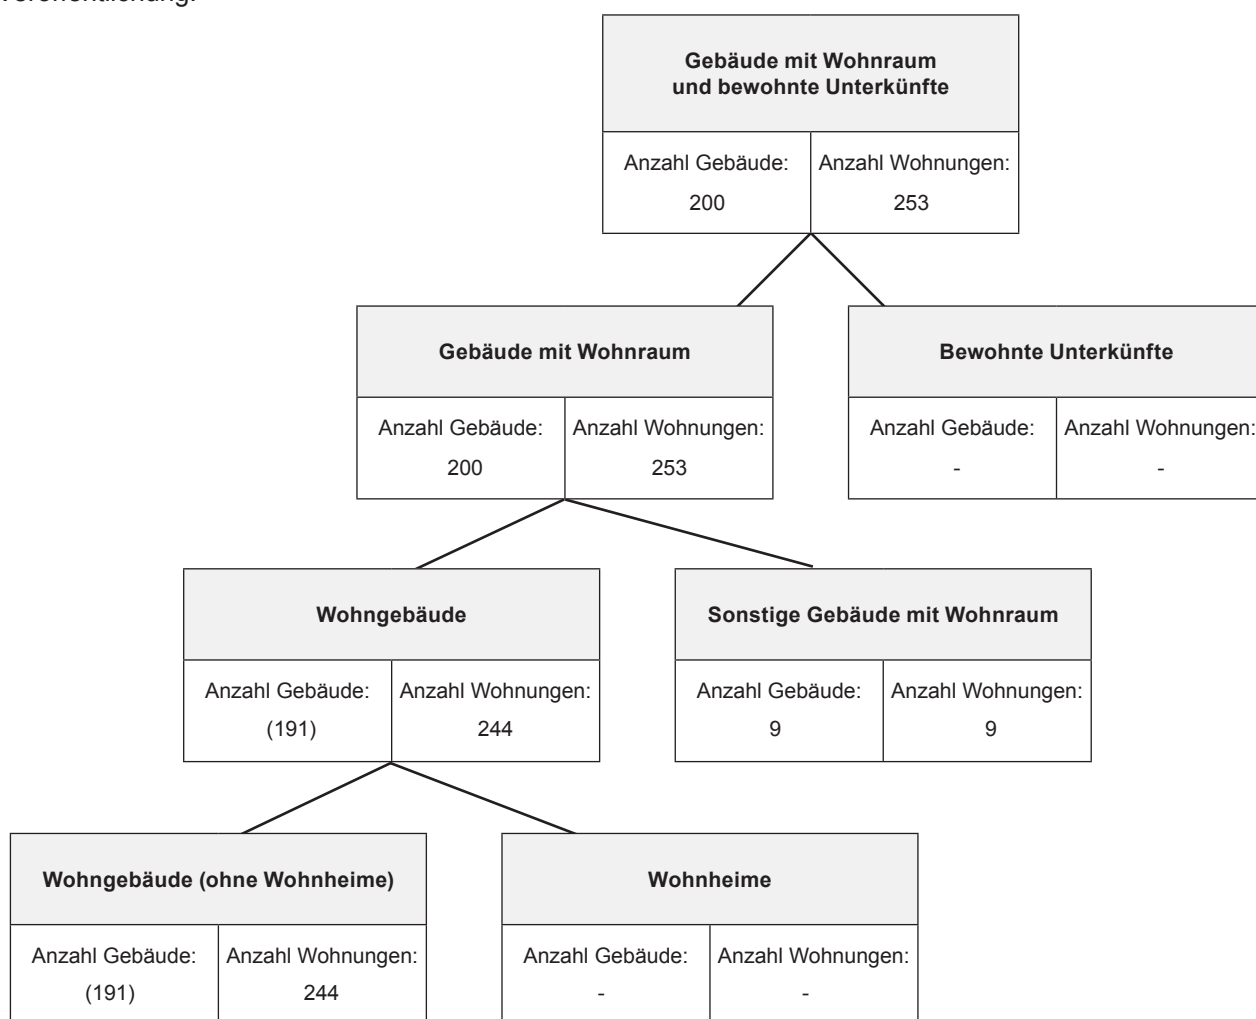 Veröffentlichung.
Gebäude mit Wohnraum
und bewohnte Unterkünfte
Anzahl Gebäude: Anzahl Wohnungen:
200 253
Gebäude mit Wohnraum
Bewohnte Unterkünfte
Anzahl Gebäude: Anzahl Wohnungen:
200 253
Anzahl Gebäude: Anzahl Wohnungen:
- -
Wohngebäude
Sonstige Gebäude mit Wohnraum
Anzahl Gebäude: Anzahl Wohnungen:
(191) 244
Anzahl Gebäude: Anzahl Wohnungen:
9 9
Wohngebäude (ohne Wohnheime)
Wohnheime
Anzahl Gebäude: Anzahl Wohnungen:
(191) 244
Anzahl Gebäude: Anzahl Wohnungen:
- -